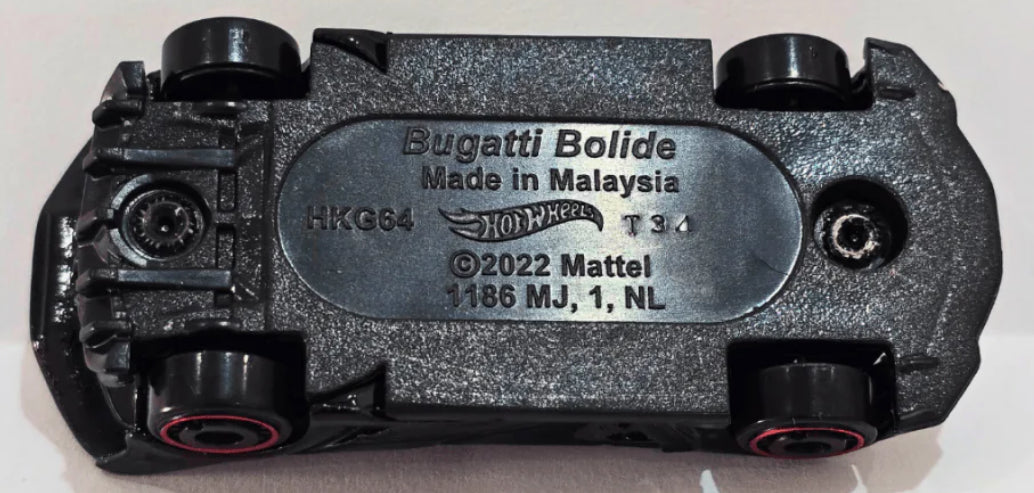 Bugatti Bolide
Made in Malaysia
HKG64 HOT WHEELS T34
©2022 Mattel
1186 MJ, 1, NL